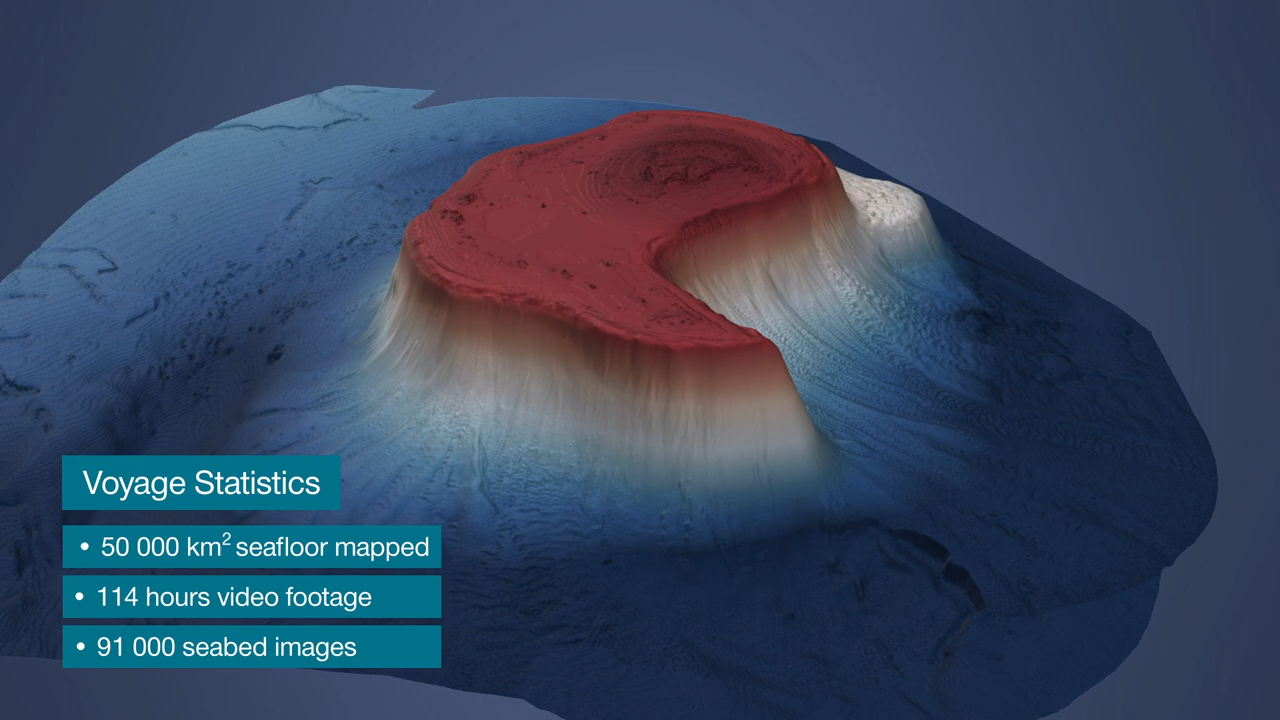 Voyage Statistics
• 50 000 km² seafloor mapped
• 114 hours video footage
• 91 000 seabed images